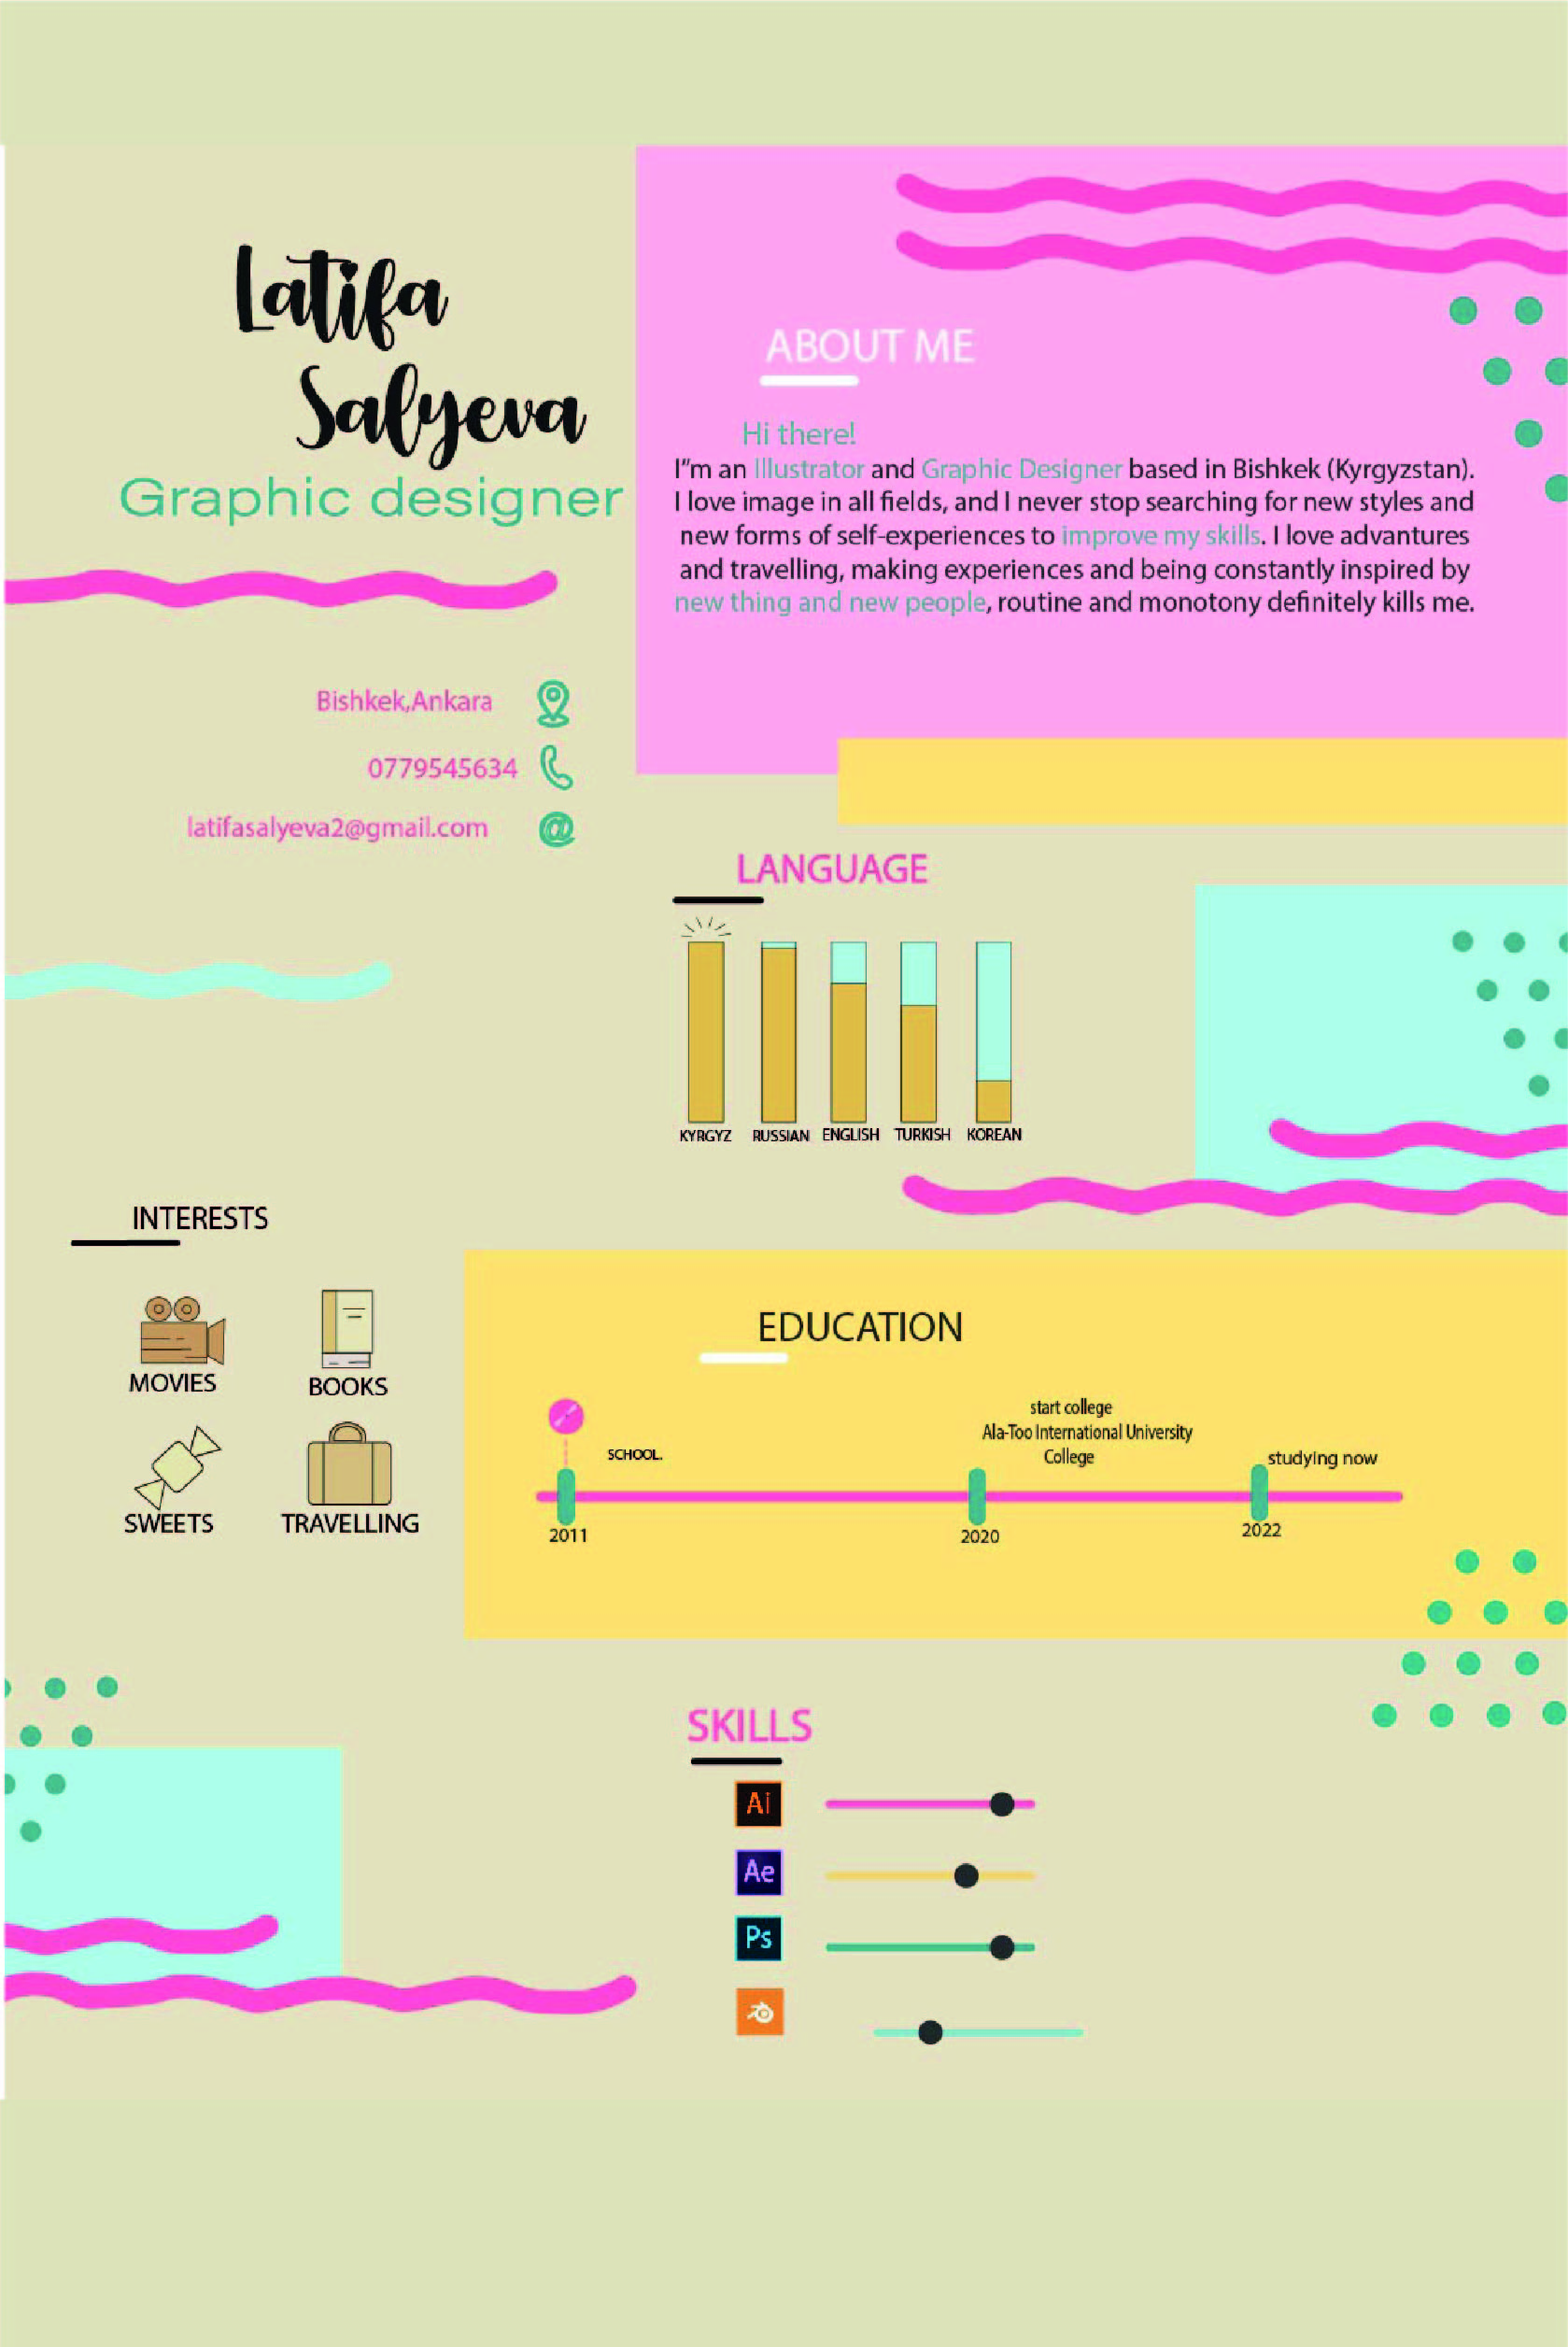 Latifa
Salyeva
Graphic designer
Bishkek,Ankara
0779545634
latifasalyeva2@gmail.com
ABOUT ME
Hi there!
I"m an Illustrator and Graphic Designer based in Bishkek (Kyrgyzstan).
I love image in all fields, and I never stop searching for new styles and
new forms of self-experiences to improve my skills. I love advantures
and travelling, making experiences and being constantly inspired by
new thing and new people, routine and monotony definitely kills me.
LANGUAGE
KYRGYZ RUSSIAN ENGLISH TURKISH KOREAN
INTERESTS
MOVIES BOOKS
SWEETS TRAVELLING
EDUCATION
SCHOOL.
2011
start college
Ala-Too International University
College
2020
studying now
2022
SKILLS
Ai
Ae
Ps